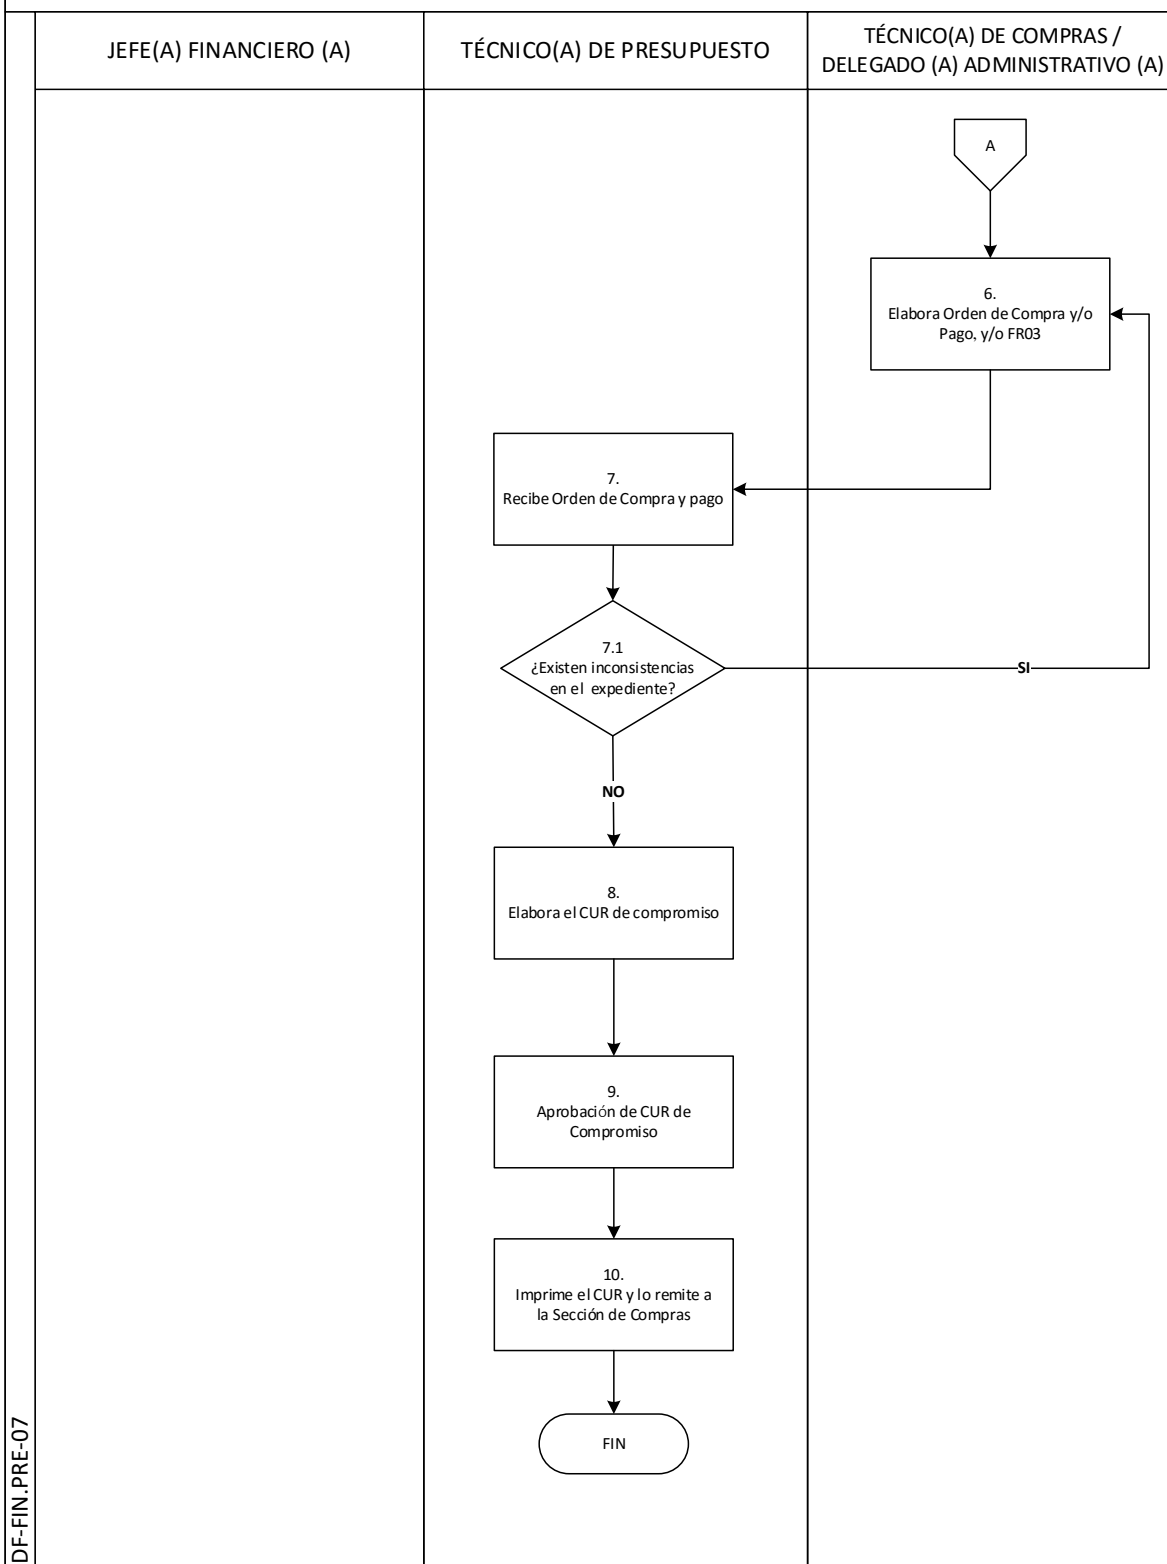 JEFE(A) FINANCIERO (A)
TÉCNICO(A) DE PRESUPUESTO
TÉCNICO(A) DE COMPRAS /
DELEGADO (A) ADMINISTRATIVO (A)
A
6.
Elabora Orden de Compra y/o
Pago, y/o FR03
7.
Recibe Orden de Compra y pago
7.1
¿Existen inconsistencias
en el expediente?
SI
NO
8.
Elabora el CUR de compromiso
9.
Aprobación de CUR de
Compromiso
10.
Imprime el CUR y lo remite a
la Sección de Compras
FIN
DF-FIN.PRE-07